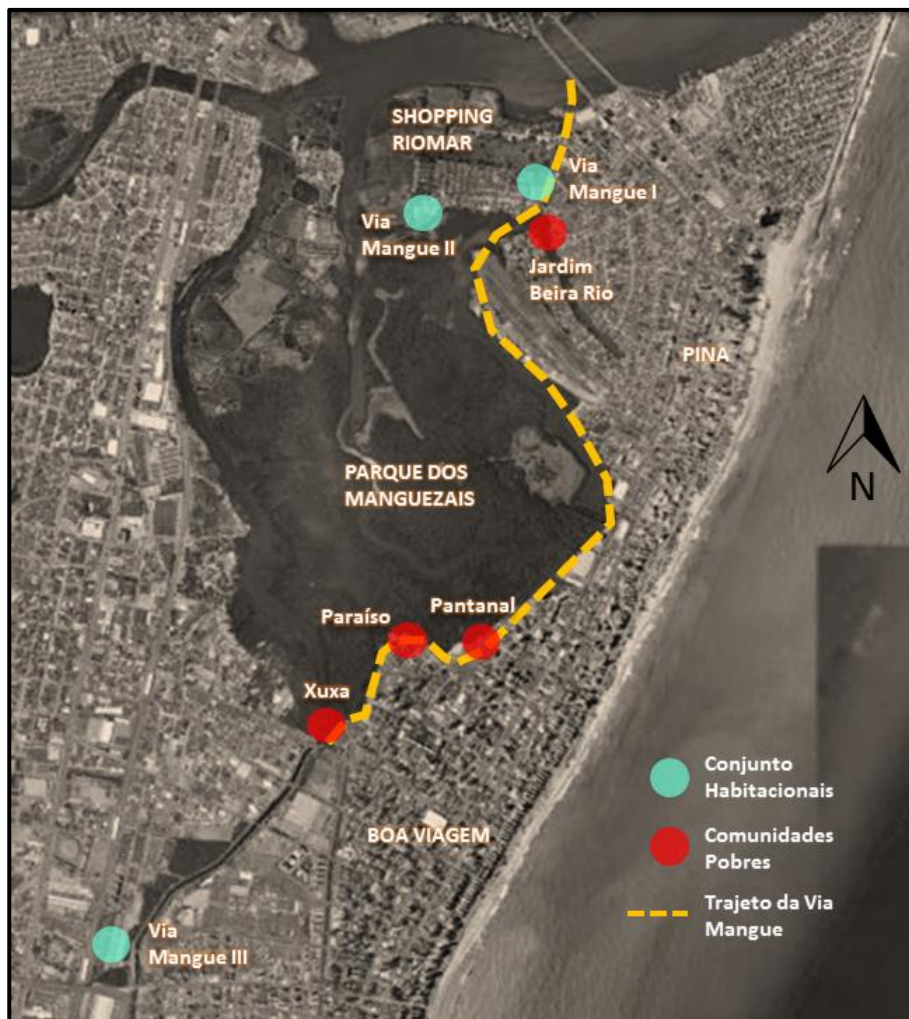 SHOPPING
RIOMAR
Via
Mangue I
Via
Mangue II
Jardim
Beira Rio
PINA
N
PARQUE DOS
MANGUEZAIS
Paraíso
Pantanal
Xuxa
BOA VIAGEM
Via
Mangue III
Conjunto
Habitacionais
Comunidades
Pobres
Trajeto da Via
Mangue